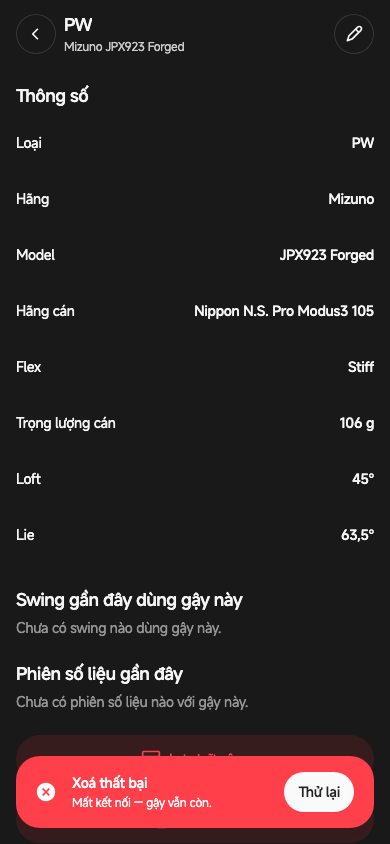 PW
Mizuno JPX923 Forged
Thông số
Loại PW
Hãng Mizuno
Model JPX923 Forged
Hãng cán Nippon N.S. Pro Modus3 105
Flex Stiff
Trọng lượng cán 106 g
Loft 45°
Lie 63,5°
Swing gần đây dùng gậy này
Chưa có swing nào dùng gậy này.
Phiên số liệu gần đây
Chưa có phiên số liệu nào với gậy này.
Xoá thất bại
Mất kết nối — gậy vẫn còn.
Thử lại